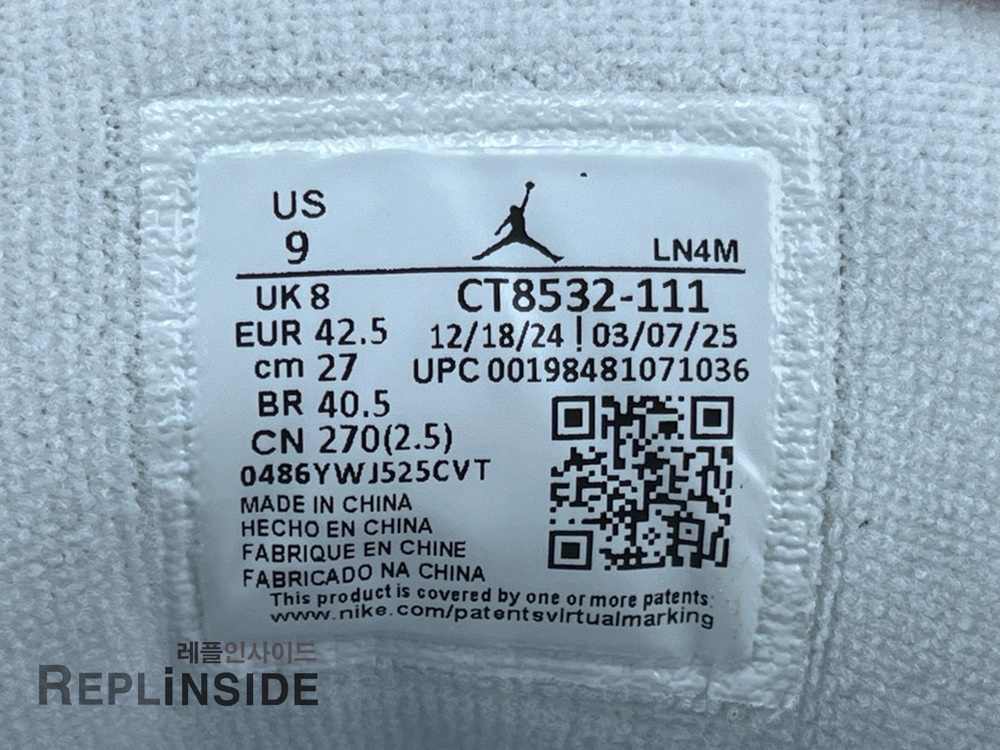 US
9
LN4M
UK 8
CT8532-111
EUR 42.5
12/18/24 | 03/07/25
cm 27
UPC 00198481071036
BR 40.5
CN 270(2.5)
0486YWJ525CVT
MADE IN CHINA
HECHO EN CHINA
FABRIQUE EN CHINE
FABRICADO NA CHINA
This product is covered by one or more patents:
www.nike.com/patentsvirtualmarking
레플인사이드
REPLINSIDE